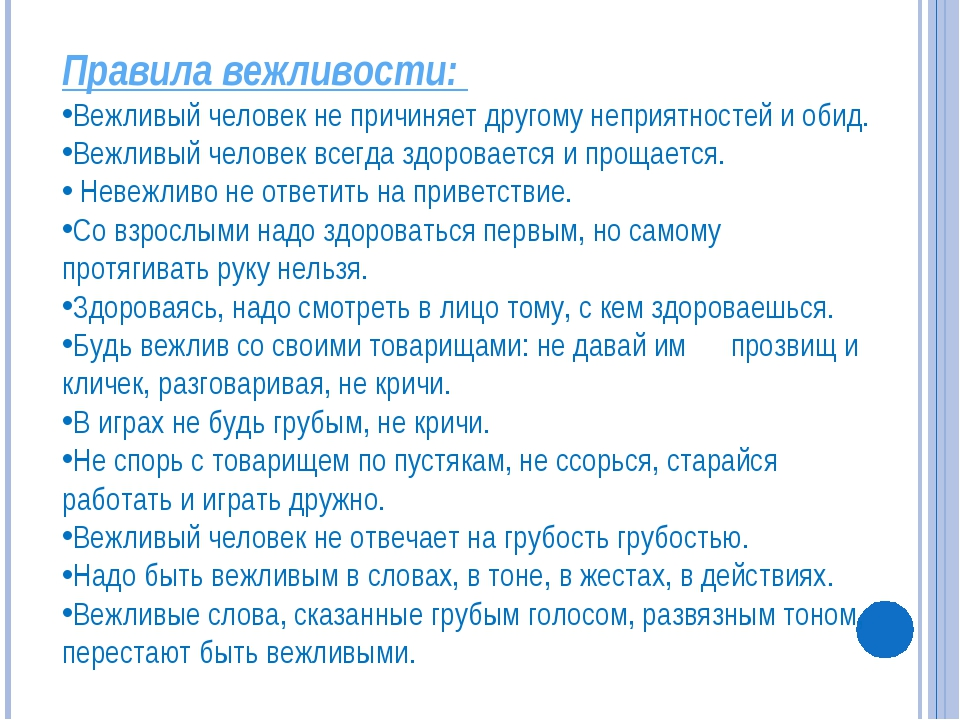 Правила вежливости:
•Вежливый человек не причиняет другому неприятностей и обид.
•Вежливый человек всегда здоровается и прощается.
• Невежливо не ответить на приветствие.
•Со взрослыми надо здороваться первым, но самому
протягивать руку нельзя.
•Здороваясь, надо смотреть в лицо тому, с кем здороваешься.
•Будь вежлив со своими товарищами: не давай им прозвищ и
кличек, разговаривая, не кричи.
•В играх не будь грубым, не кричи.
•Не спорь с товарищем по пустякам, не ссорься, старайся
работать и играть дружно.
•Вежливый человек не отвечает на грубость грубостью.
•Надо быть вежливым в словах, в тоне, в жестах, в действиях.
•Вежливые слова, сказанные грубым голосом, развязным тоном,
перестают быть вежливыми.